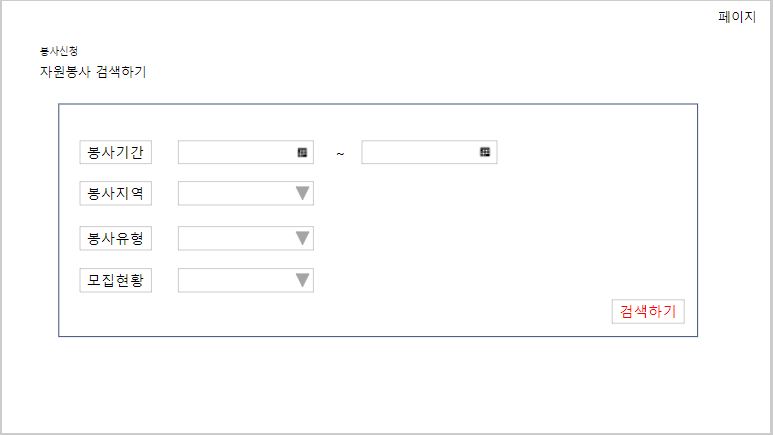 페이지
봉사신청
자원봉사 검색하기
봉사기간 ~
봉사지역
봉사유형
모집현황
검색하기